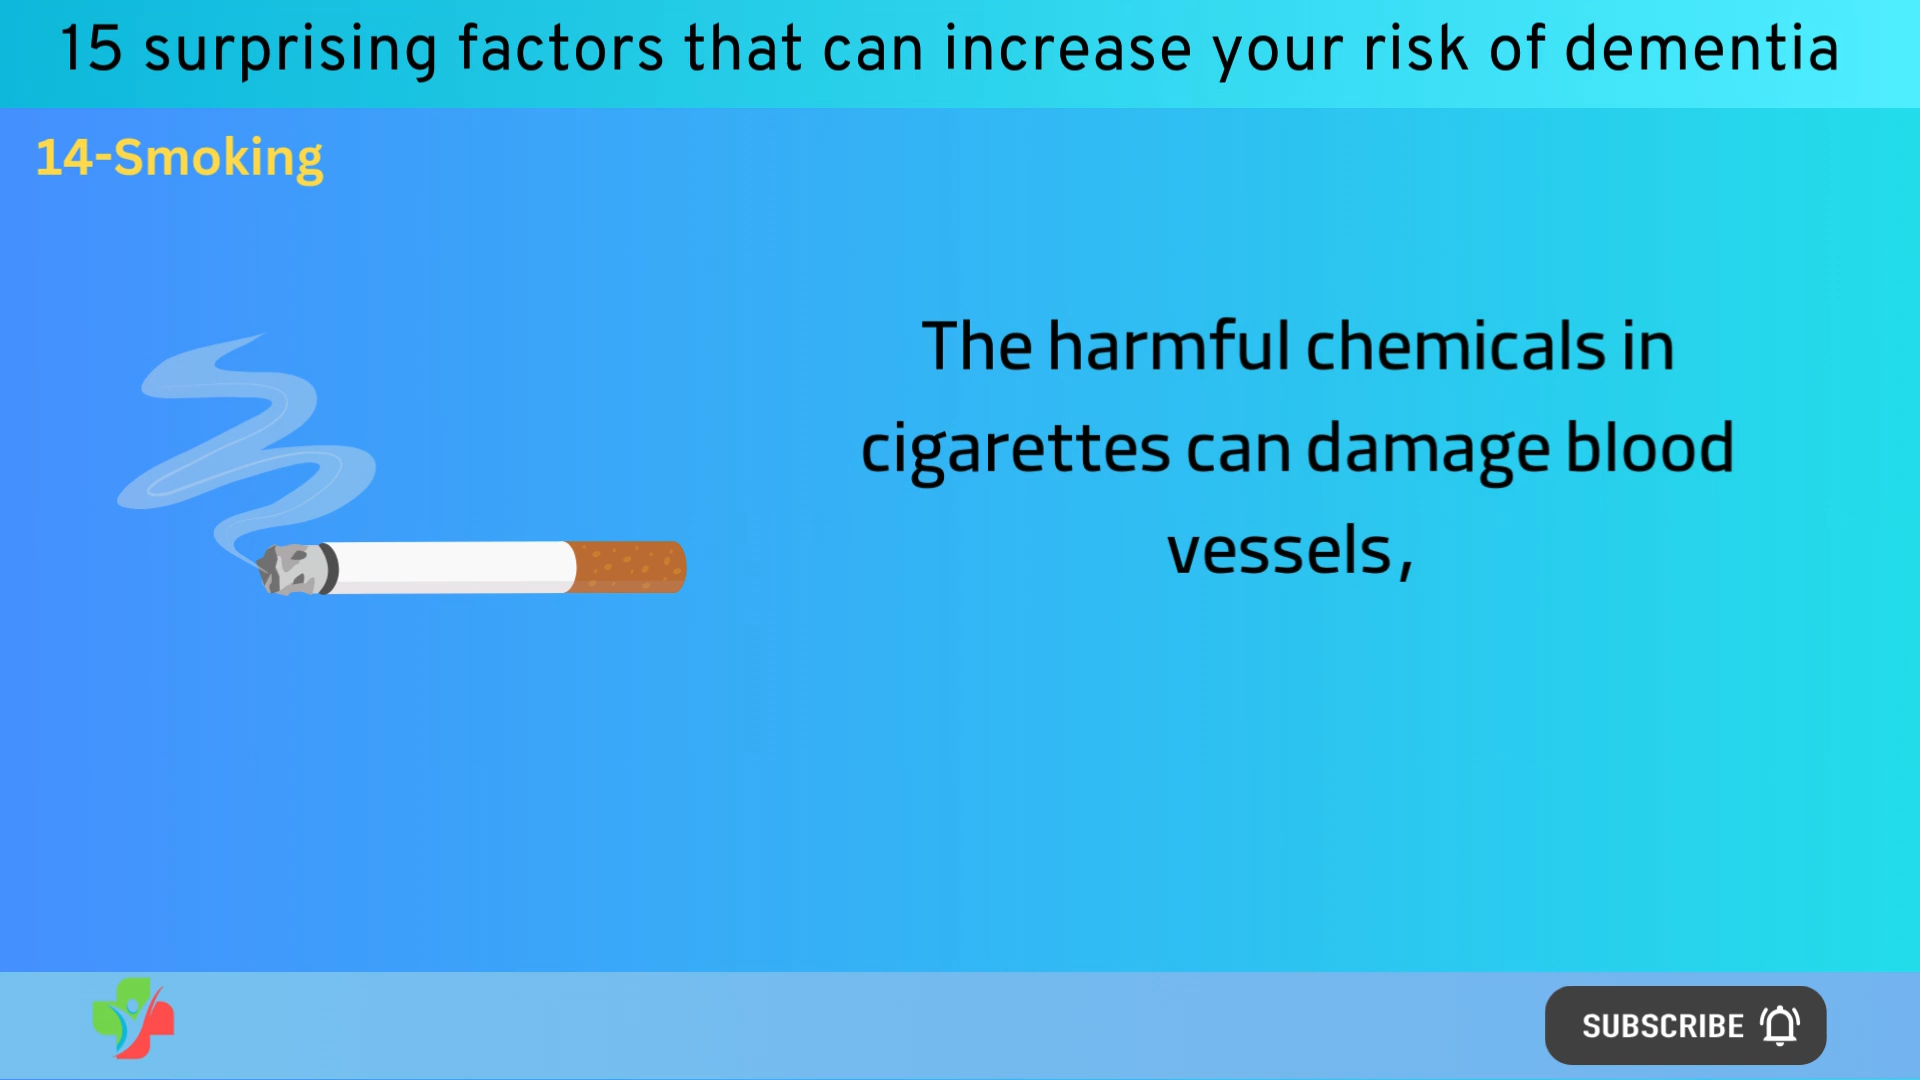 15 surprising factors that can increase your risk of dementia
14-Smoking
The harmful chemicals in
cigarettes can damage blood
vessels,
SUBSCRIBE